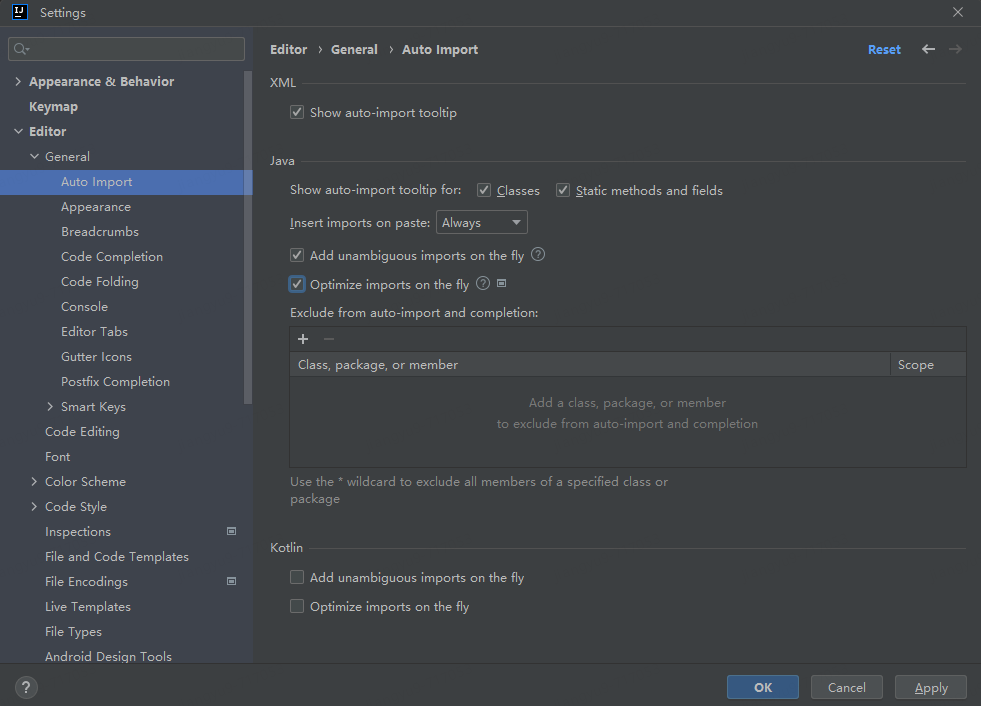 IJ Settings
Editor › General › Auto Import Reset
Appearance & Behavior
Keymap
Editor
General
Auto Import
Appearance
Breadcrumbs
Code Completion
Code Folding
Console
Editor Tabs
Gutter Icons
Postfix Completion
Smart Keys
Code Editing
Font
Color Scheme
Code Style
Inspections
File and Code Templates
File Encodings
Live Templates
File Types
Android Design Tools
XML
Show auto-import tooltip
Java
Show auto-import tooltip for: Classes Static methods and fields
Insert imports on paste: Always
Add unambiguous imports on the fly ?
Optimize imports on the fly ?
Exclude from auto-import and completion:
+ −
Class, package, or member Scope
Add a class, package, or member
to exclude from auto-import and completion
Use the * wildcard to exclude all members of a specified class or
package
Kotlin
Add unambiguous imports on the fly
Optimize imports on the fly
? OK Cancel Apply